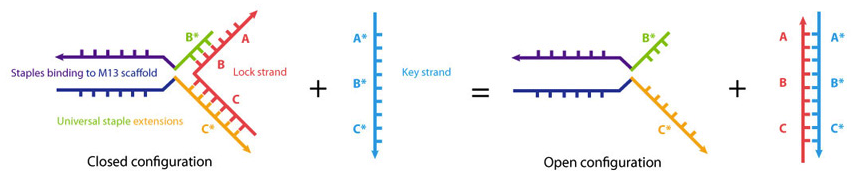 B*
A
B
Staples binding to M13 scaffold
Lock strand
C
Universal staple extensions
C*
Closed configuration
+
A*
B*
Key strand
C*
=
B*
C*
Open configuration
+
A A*
B B*
C C*